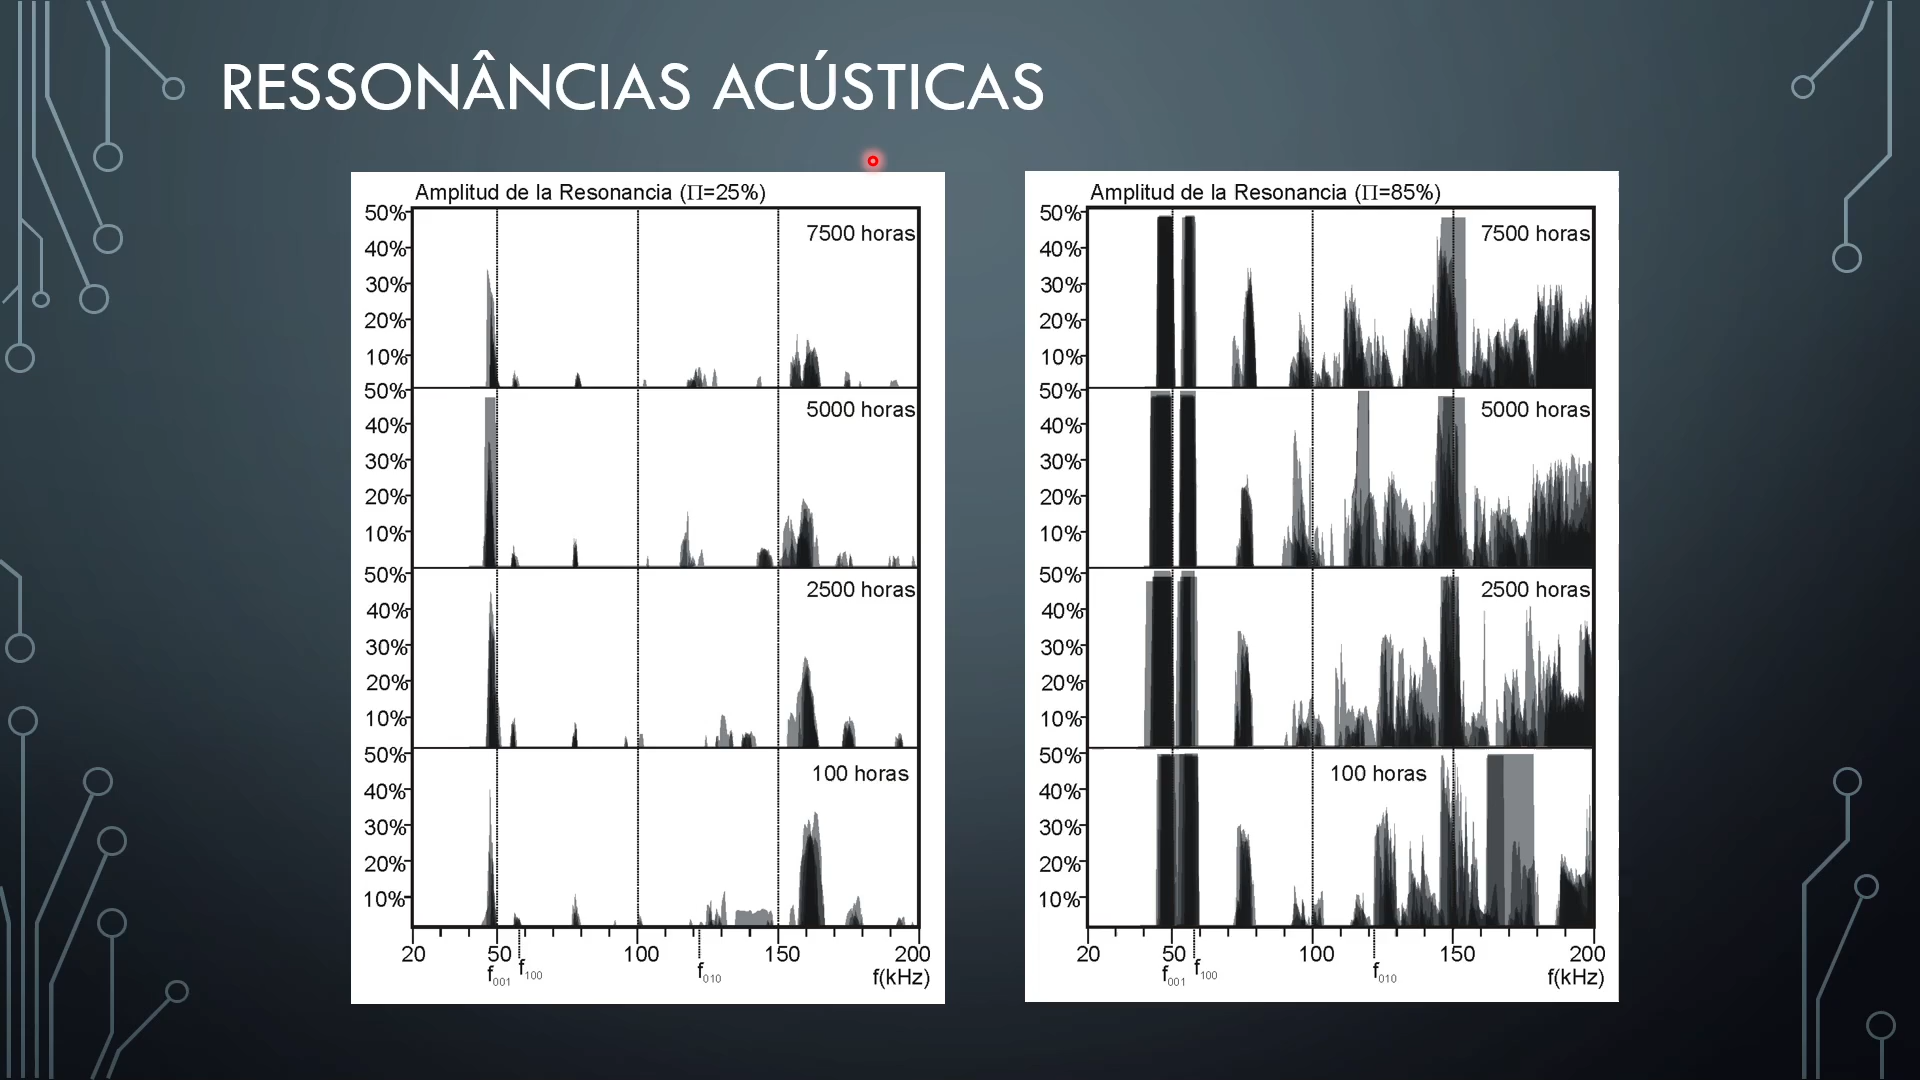 RESSONÂNCIAS ACÚSTICAS
Amplitud de la Resonancia (Π=25%)
50%
40%
30%
20%
10%
7500 horas
50%
40%
30%
20%
10%
5000 horas
50%
40%
30%
20%
10%
2500 horas
50%
40%
30%
20%
10%
100 horas
20 50 100 150 200
f001 f100 f010 f(kHz)
Amplitud de la Resonancia (Π=85%)
50%
40%
30%
20%
10%
7500 horas
50%
40%
30%
20%
10%
5000 horas
50%
40%
30%
20%
10%
2500 horas
50%
40%
30%
20%
10%
100 horas
20 50 100 150 200
f001 f100 f010 f(kHz)